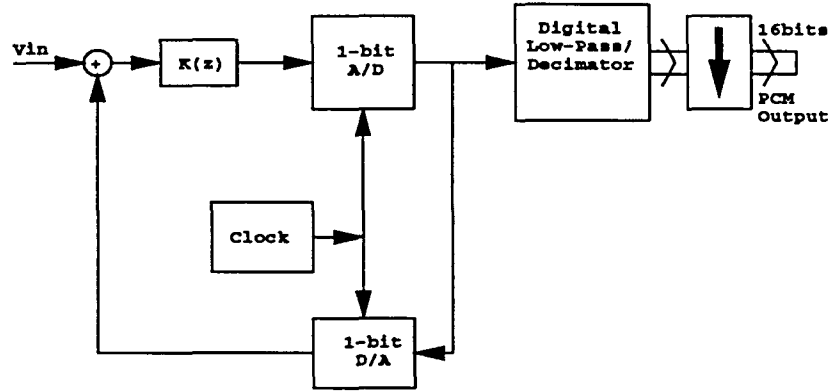 Vin
+
K(z)
1-bit
A/D
Digital
Low-Pass/
Decimator
16bits
PCM
Output
Clock
1-bit
D/A